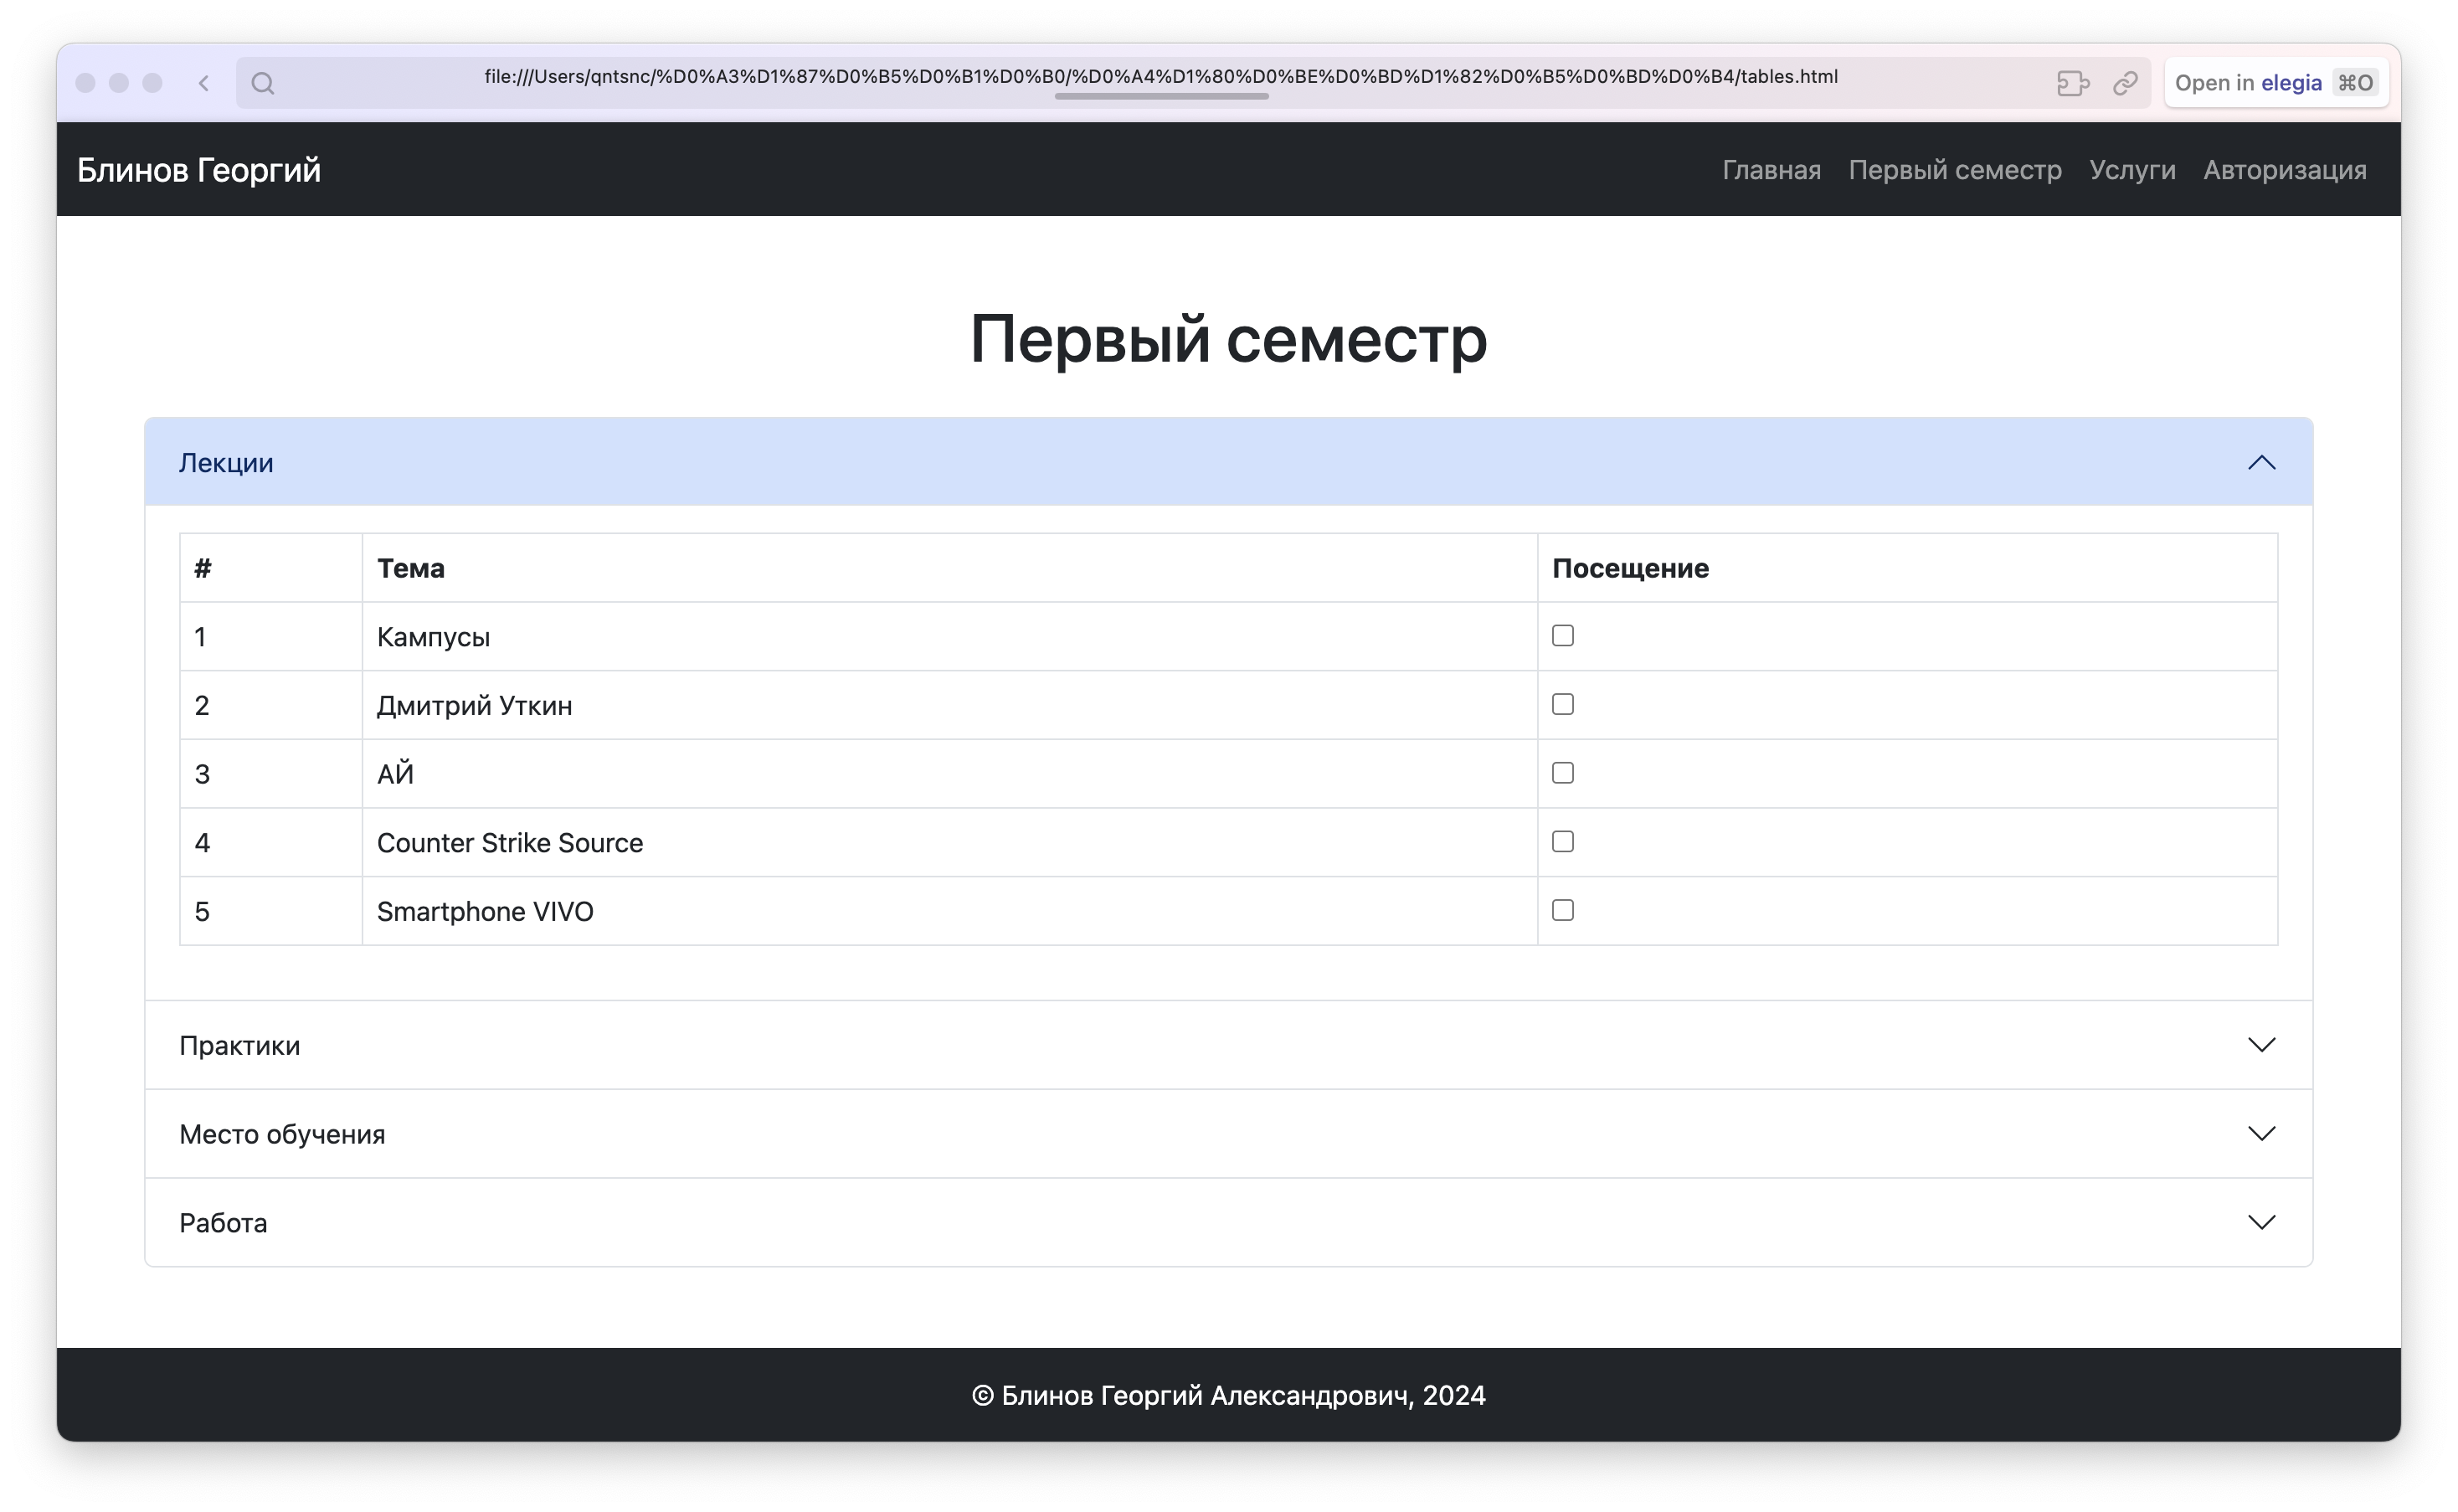 file:///Users/qntsnc/%D0%A3%D1%87%D0%B5%D0%B1%D0%B0/%D0%A4%D1%80%D0%BE%D0%BD%D1%82%D0%B5%D0%BD%D0%B4/tables.html Open in elegia ⌘O
Блинов Георгий Главная Первый семестр Услуги Авторизация
Первый семестр
Лекции
# Тема Посещение
1 Кампусы
2 Дмитрий Уткин
3 АЙ
4 Counter Strike Source
5 Smartphone VIVO
Практики
Место обучения
Работа
© Блинов Георгий Александрович, 2024